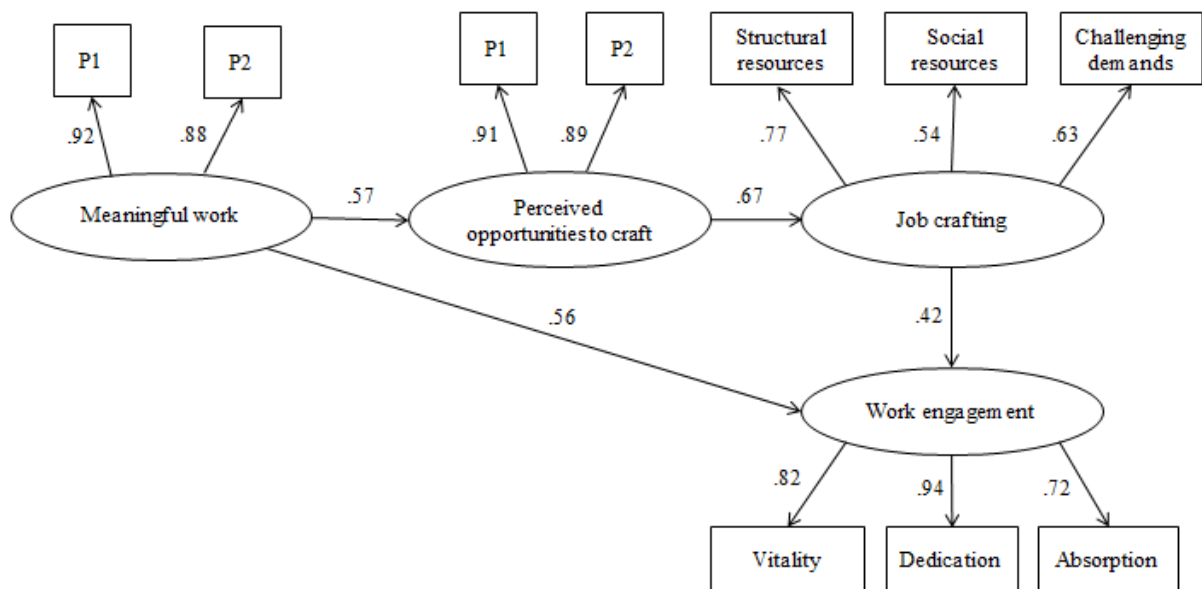 P1
P2
P1
P2
Structural
resources
Social
resources
Challenging
demands
.92
.88
.91
.89
.77
.54
.63
Meaningful work
.57
Perceived
opportunities to craft
.67
Job crafting
.56
.42
Work engagement
.82
.94
.72
Vitality
Dedication
Absorption